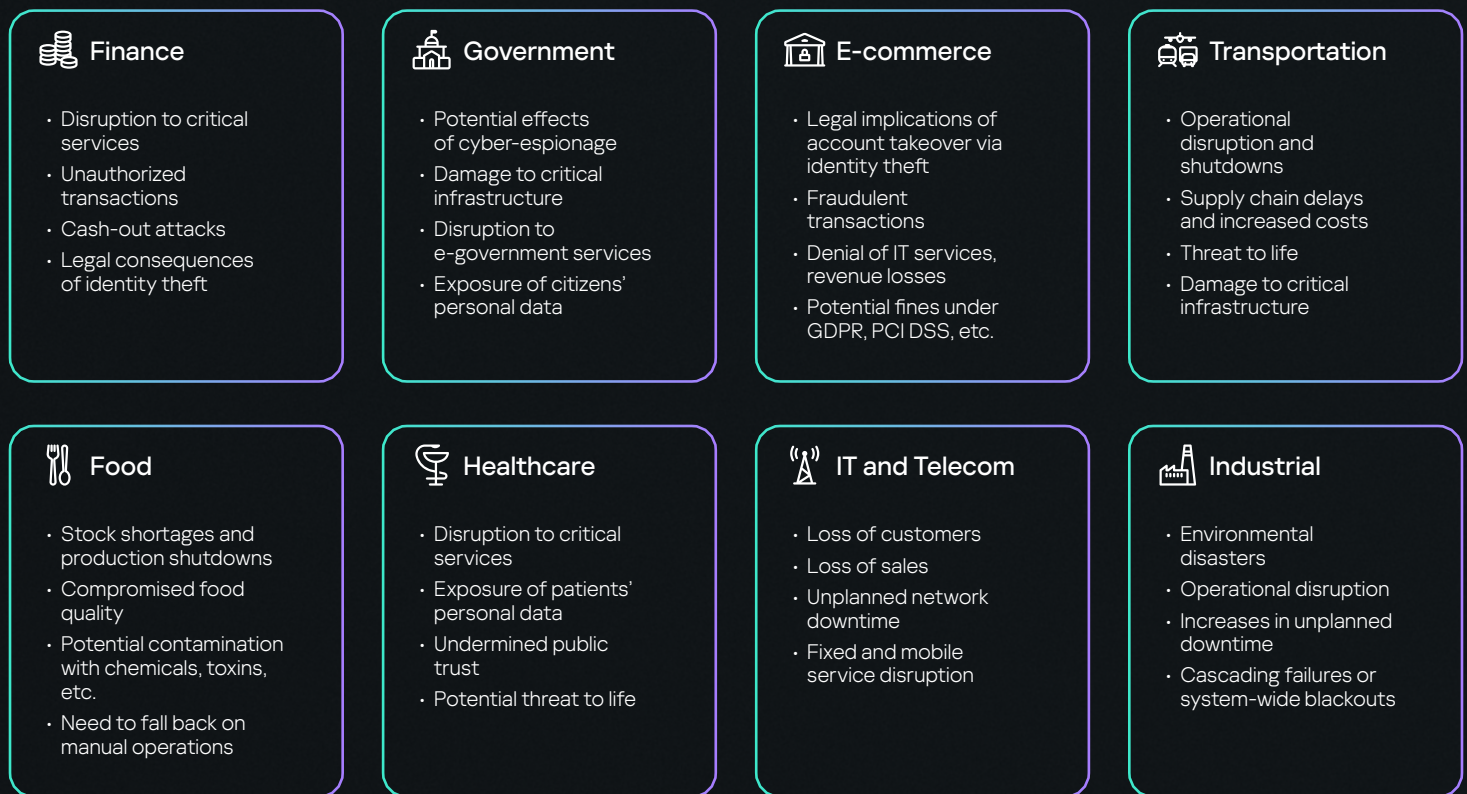 Finance
• Disruption to critical
services
• Unauthorized
transactions
• Cash-out attacks
• Legal consequences
of identity theft
Government
• Potential effects
of cyber-espionage
• Damage to critical
infrastructure
• Disruption to
e-government services
• Exposure of citizens’
personal data
E-commerce
• Legal implications of
account takeover via
identity theft
• Fraudulent
transactions
• Denial of IT services,
revenue losses
• Potential fines under
GDPR, PCI DSS, etc.
Transportation
• Operational
disruption and
shutdowns
• Supply chain delays
and increased costs
• Threat to life
• Damage to critical
infrastructure
Food
• Stock shortages and
production shutdowns
• Compromised food
quality
• Potential contamination
with chemicals, toxins,
etc.
• Need to fall back on
manual operations
Healthcare
• Disruption to critical
services
• Exposure of patients’
personal data
• Undermined public
trust
• Potential threat to life
IT and Telecom
• Loss of customers
• Loss of sales
• Unplanned network
downtime
• Fixed and mobile
service disruption
Industrial
• Environmental
disasters
• Operational disruption
• Increases in unplanned
downtime
• Cascading failures or
system-wide blackouts